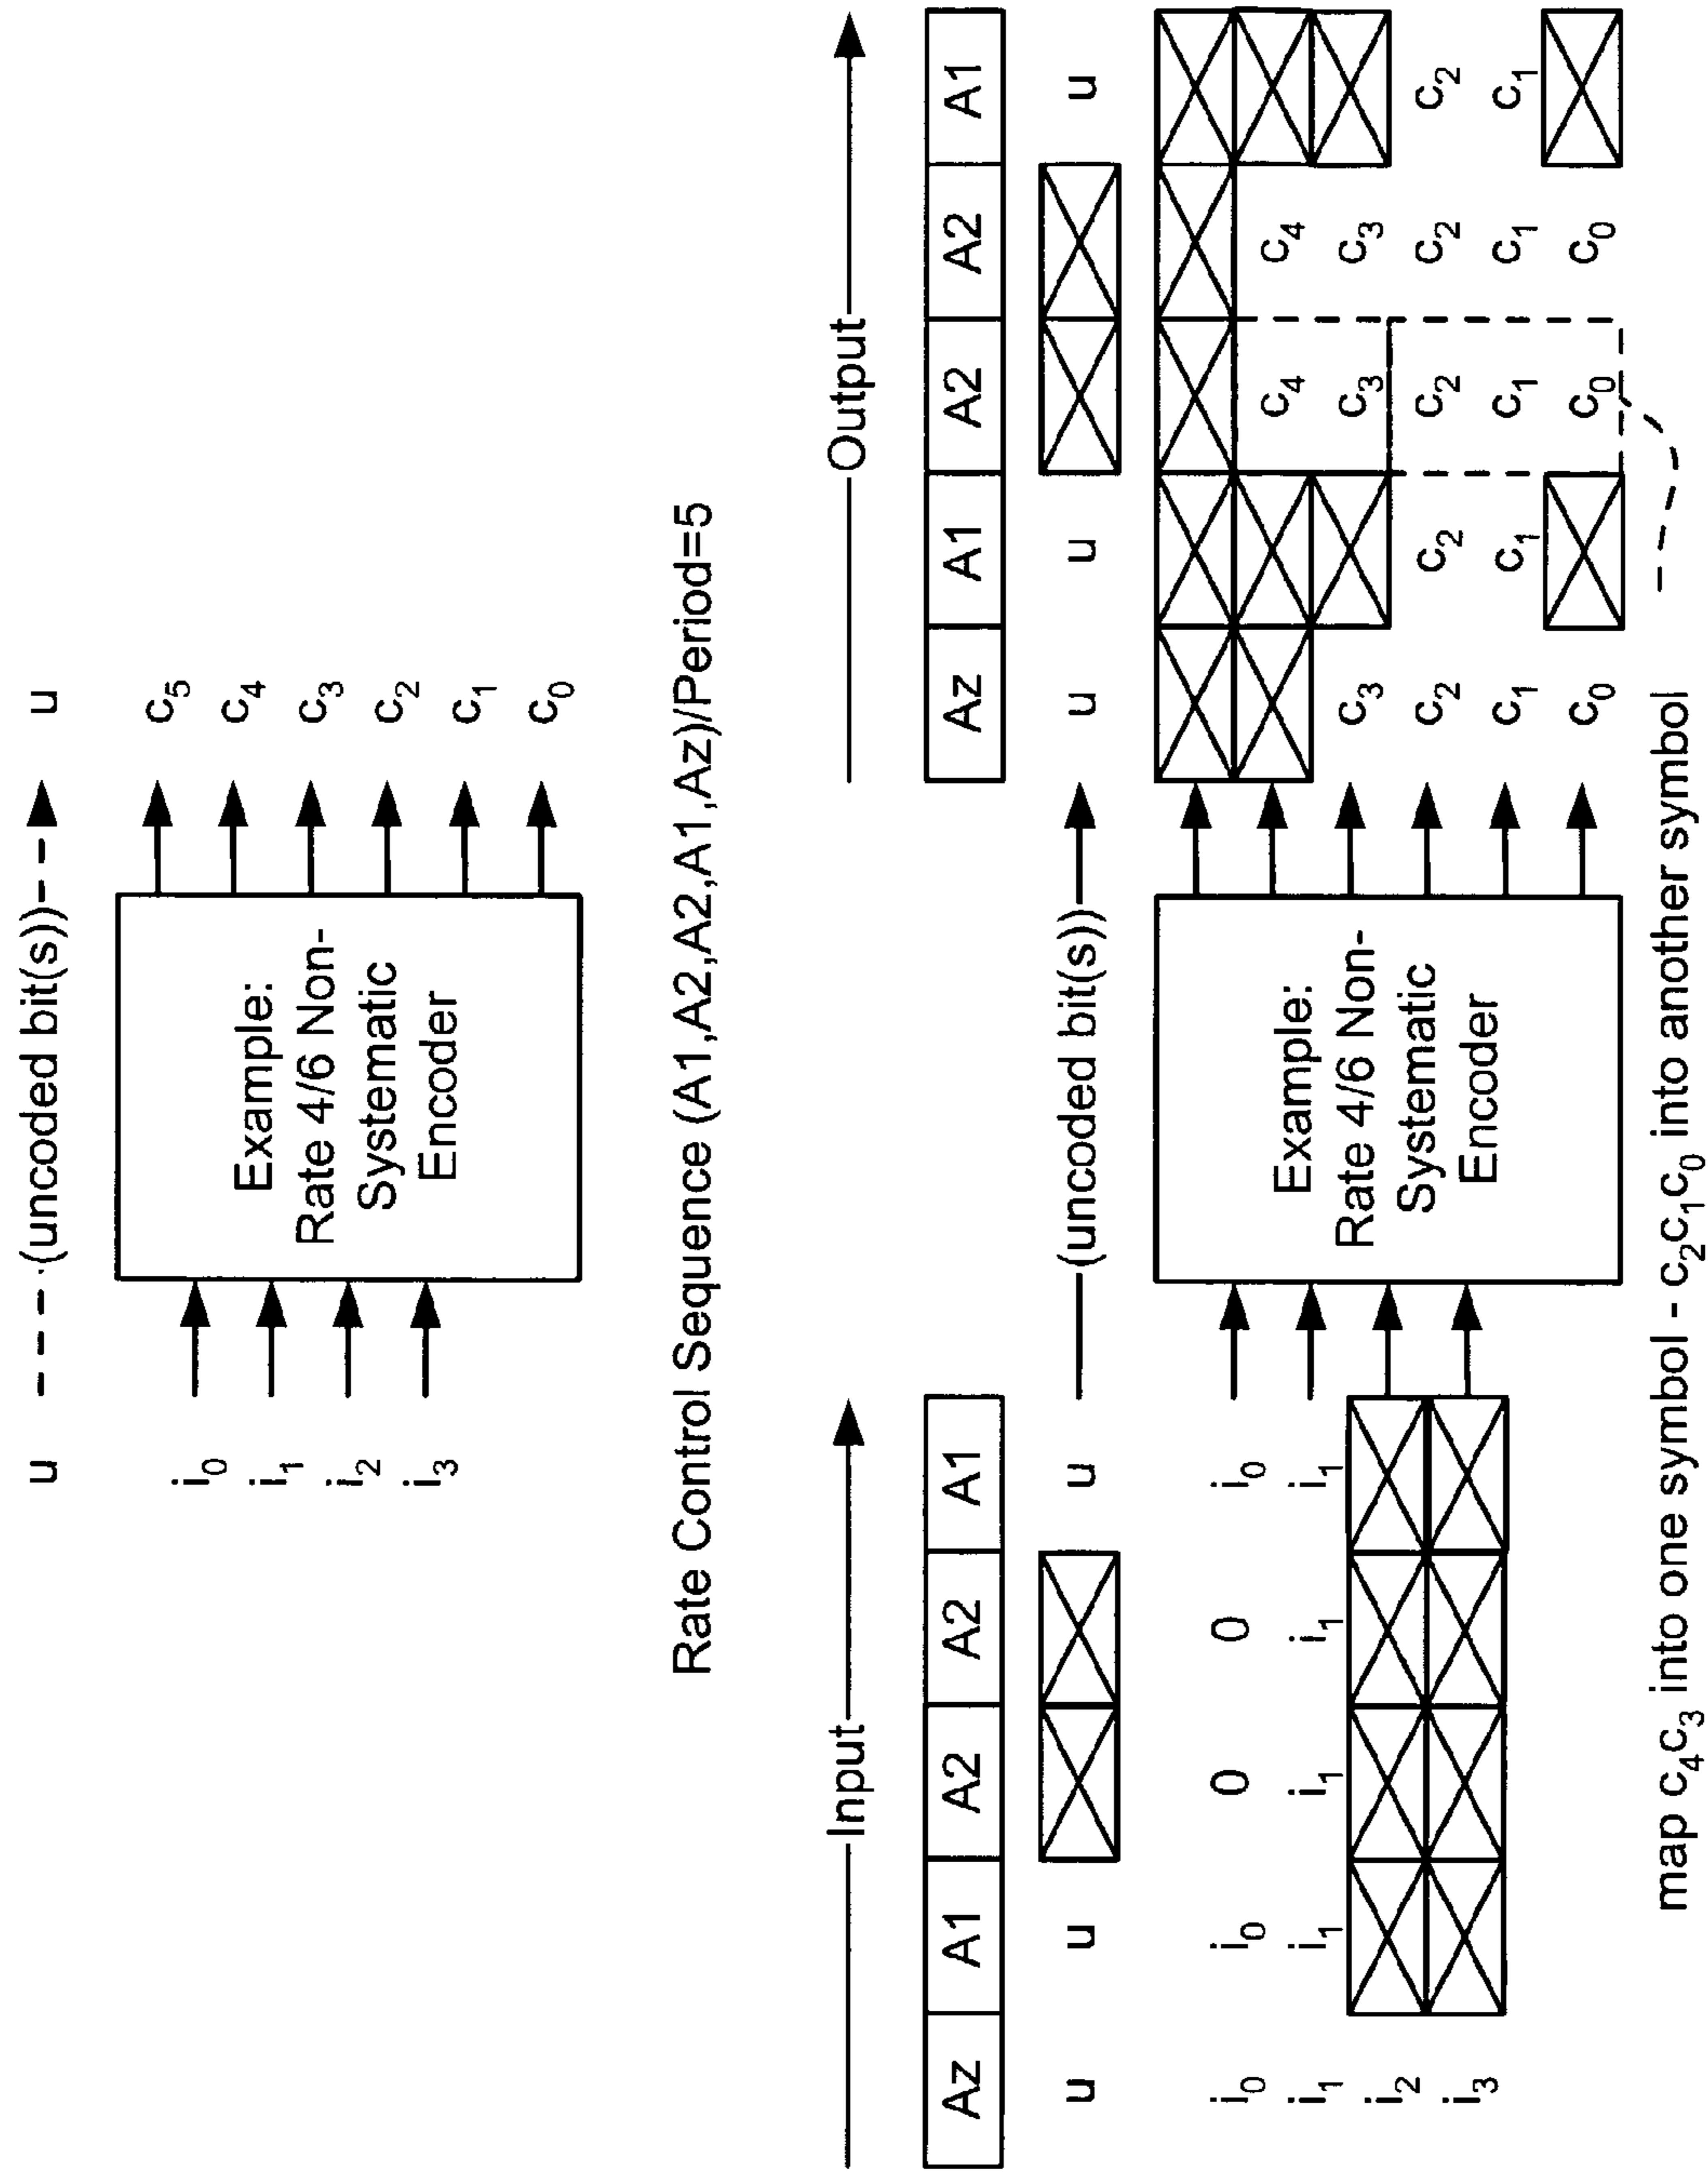 u ---(uncoded bit(s))--- u
i₀ c₅
i₁ c₄
i₂ c₃
i₃ c₂
c₁
c₀
Example:
Rate 4/6 Non-
Systematic
Encoder
Rate Control Sequence (A1,A2,A2,A1,Az)/Period=5
Input Output
Az A1 A2 A2 A1 Az A1 A2 A2 A1
u u u (uncoded bit(s)) u u u
i₀ i₀ 0 0 i₀
i₁ i₁ i₁ i₁ i₁
i₂
i₃
Example:
Rate 4/6 Non-
Systematic
Encoder
c₄ c₄
c₃ c₃ c₃
c₂ c₂ c₂ c₂ c₂
c₁ c₁ c₁ c₁ c₁
c₀ c₀ c₀
map c₄c₃ into one symbol - c₂c₁c₀ into another symbol